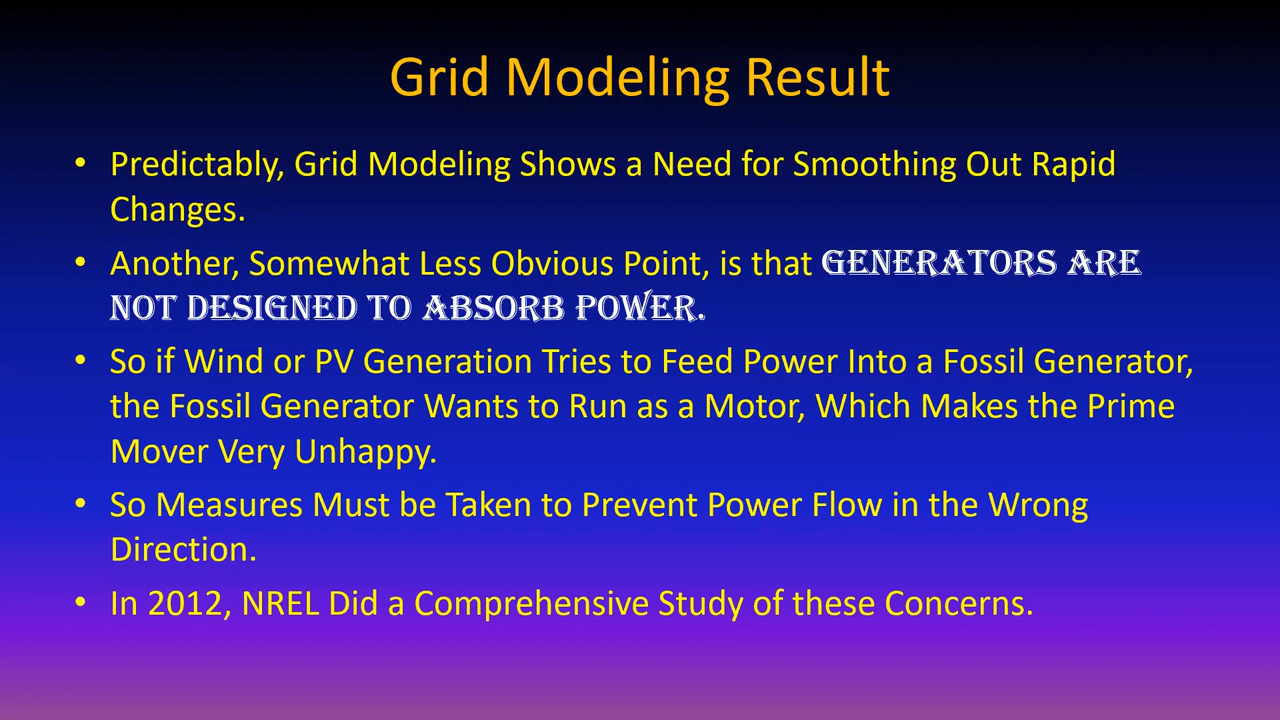 Grid Modeling Result
• Predictably, Grid Modeling Shows a Need for Smoothing Out Rapid
Changes.
• Another, Somewhat Less Obvious Point, is that GENERATORS ARE
NOT DESIGNED TO ABSORB POWER.
• So if Wind or PV Generation Tries to Feed Power Into a Fossil Generator,
the Fossil Generator Wants to Run as a Motor, Which Makes the Prime
Mover Very Unhappy.
• So Measures Must be Taken to Prevent Power Flow in the Wrong
Direction.
• In 2012, NREL Did a Comprehensive Study of these Concerns.